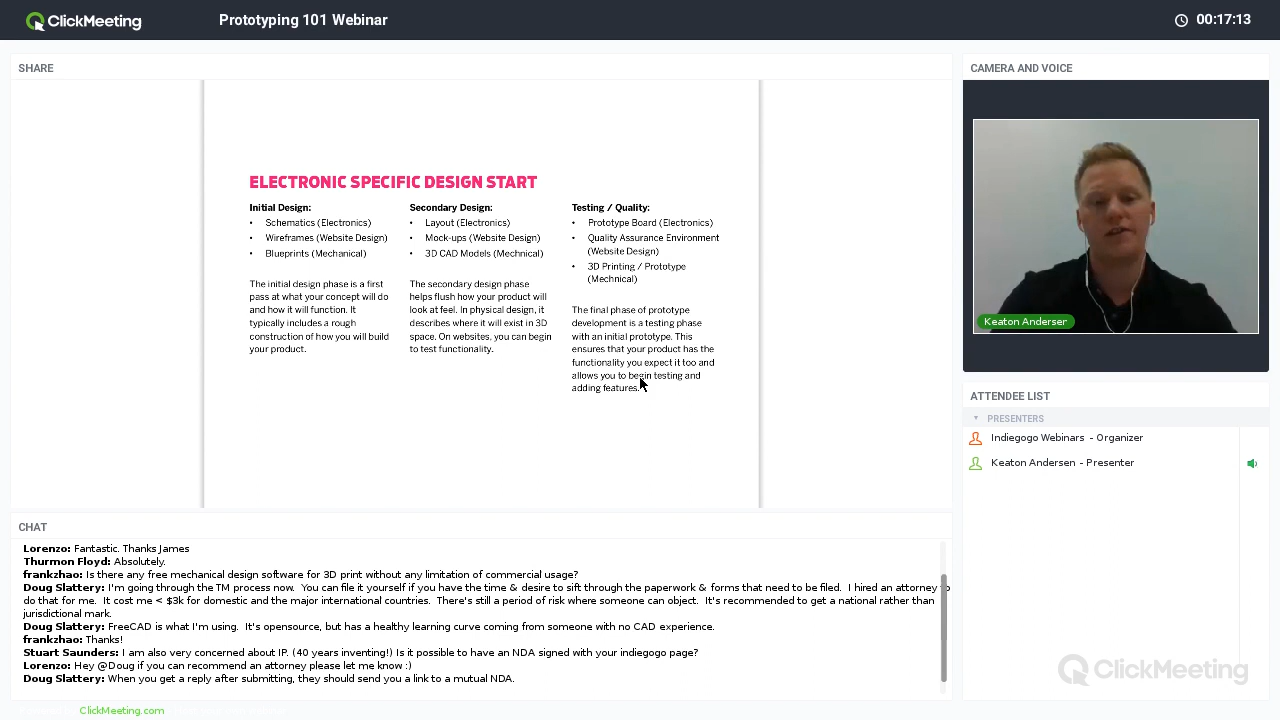 ClickMeeting
Prototyping 101 Webinar
00:17:13
SHARE
ELECTRONIC SPECIFIC DESIGN START
Initial Design:
• Schematics (Electronics)
• Wireframes (Website Design)
• Blueprints (Mechanical)
The initial design phase is a first
pass at what your concept will do
and how it will function. It
typically includes a rough
construction of how you will build
your product.
Secondary Design:
• Layout (Electronics)
• Mock-ups (Website Design)
• 3D CAD Models (Mechnical)
The secondary design phase
helps flush how your product will
look at feel. In physical design, it
describes where it will exist in 3D
space. On websites, you can begin
to test functionality.
Testing / Quality:
• Prototype Board (Electronics)
• Quality Assurance Environment
(Website Design)
• 3D Printing / Prototype
(Mechnical)
The final phase of prototype
development is a testing phase
with an initial prototype. This
ensures that your product has the
functionality you expect it too and
allows you to begin testing and
adding features.
CAMERA AND VOICE
Keaton Andersen
ATTENDEE LIST
PRESENTERS
Indiegogo Webinars - Organizer
Keaton Andersen - Presenter
CHAT
Lorenzo: Fantastic. Thanks James
Thurmon Floyd: Absolutely.
frankzhao: Is there any free mechanical design software for 3D print without any limitation of commercial usage?
Doug Slattery: I'm going through the TM process now. You can file it yourself if you have the time & desire to sift through the paperwork & forms that need to be filed. I hired an attorney to
do that for me. It cost me < $3k for domestic and the major international countries. There's still a period of risk where someone can object. It's recommended to get a national rather than
jurisdictional mark.
Doug Slattery: FreeCAD is what I'm using. It's opensource, but has a healthy learning curve coming from someone with no CAD experience.
frankzhao: Thanks!
Stuart Saunders: I am also very concerned about IP. (40 years inventing!) Is it possible to have an NDA signed with your indiegogo page?
Lorenzo: Hey @Doug if you can recommend an attorney please let me know :)
Doug Slattery: When you get a reply after submitting, they should send you a link to a mutual NDA.
ClickMeeting
ClickMeeting.com